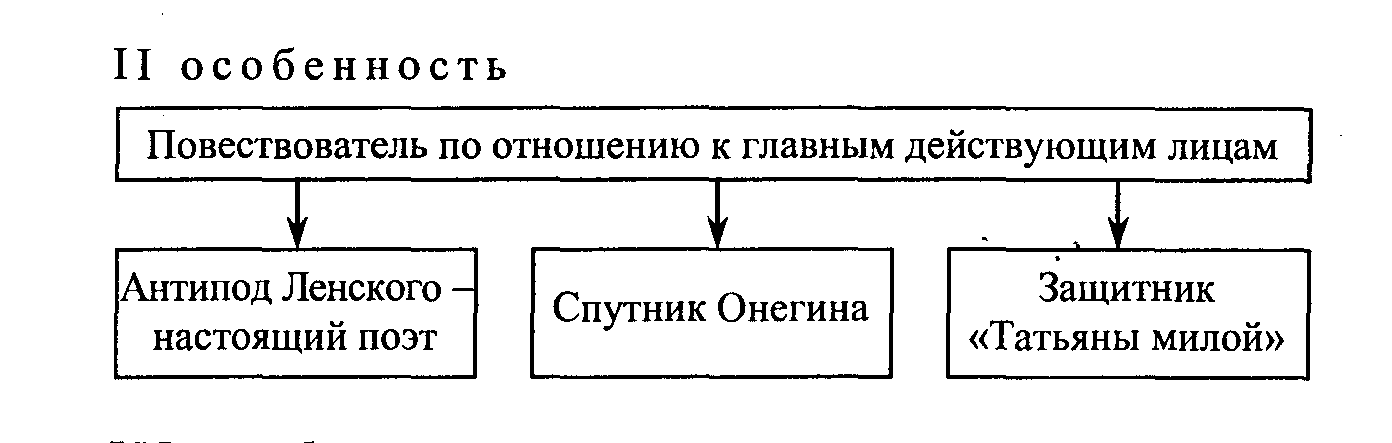 II особенность
Повествователь по отношению к главным действующим лицам
Антипод Ленского –
настоящий поэт
Спутник Онегина
Защитник
«Татьяны милой»